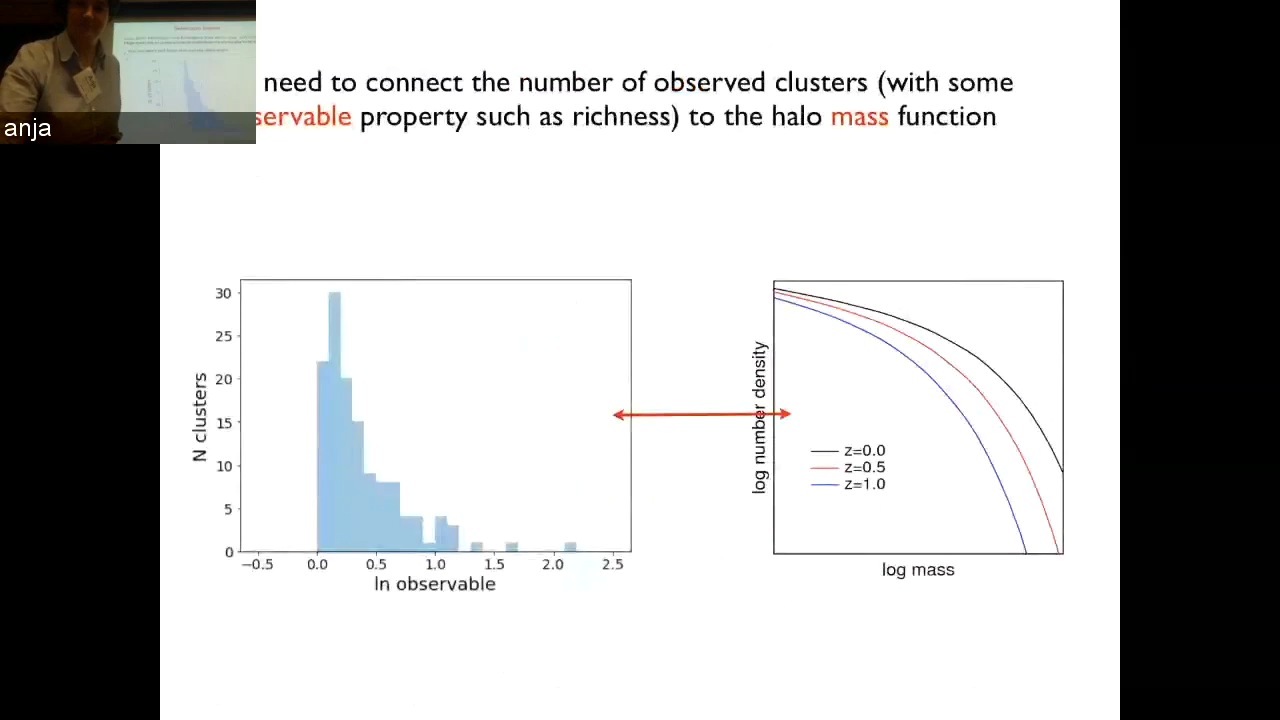 need to connect the number of observed clusters (with some
servable property such as richness) to the halo mass function
anja
30
25
20
15
10
5
0
N clusters
−0.5 0.0 0.5 1.0 1.5 2.0 2.5
ln observable
log number density
z=0.0
z=0.5
z=1.0
log mass